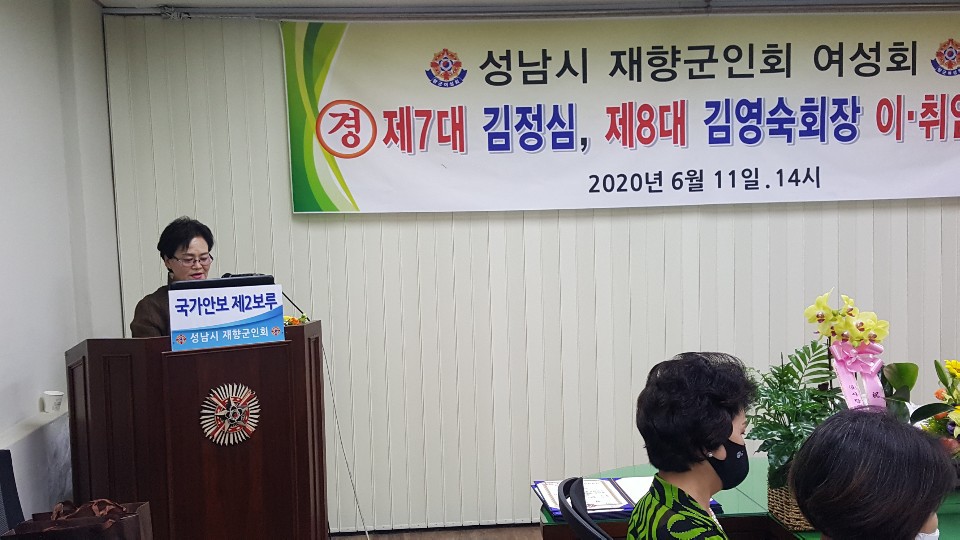 성남시 재향군인회 여성회
경 제7대 김정심, 제8대 김영숙회장 이·취임
2020년 6월 11일.14시
국가안보 제2보루
성남시 재향군인회
祝